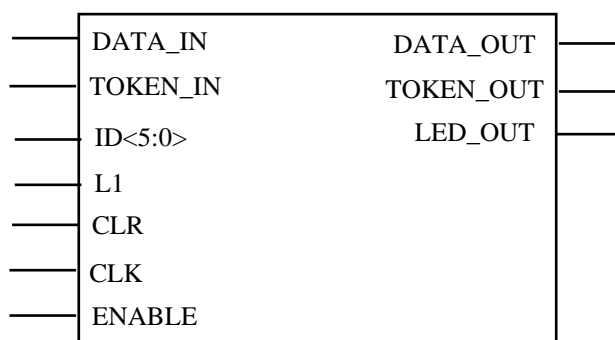 DATA_IN
TOKEN_IN
ID<5:0>
L1
CLR
CLK
ENABLE
DATA_OUT
TOKEN_OUT
LED_OUT